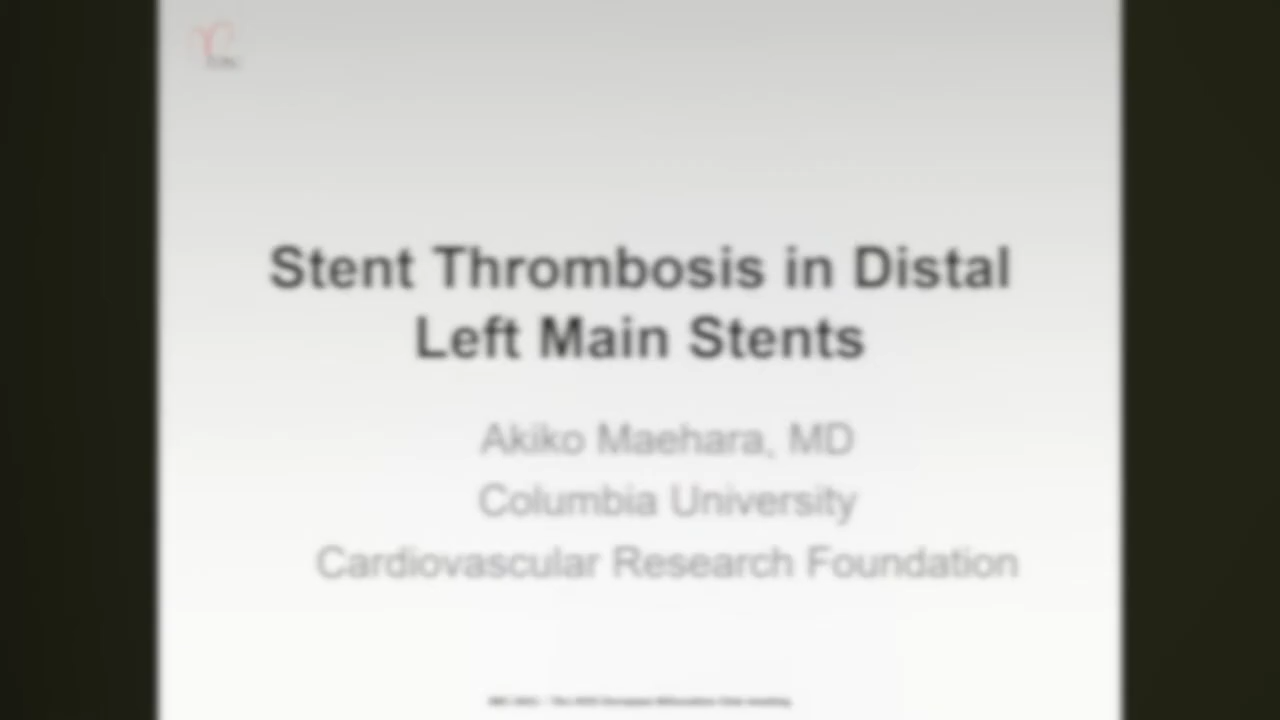 Stent Thrombosis in Distal
Left Main Stents
Akiko Maehara, MD
Columbia University
Cardiovascular Research Foundation